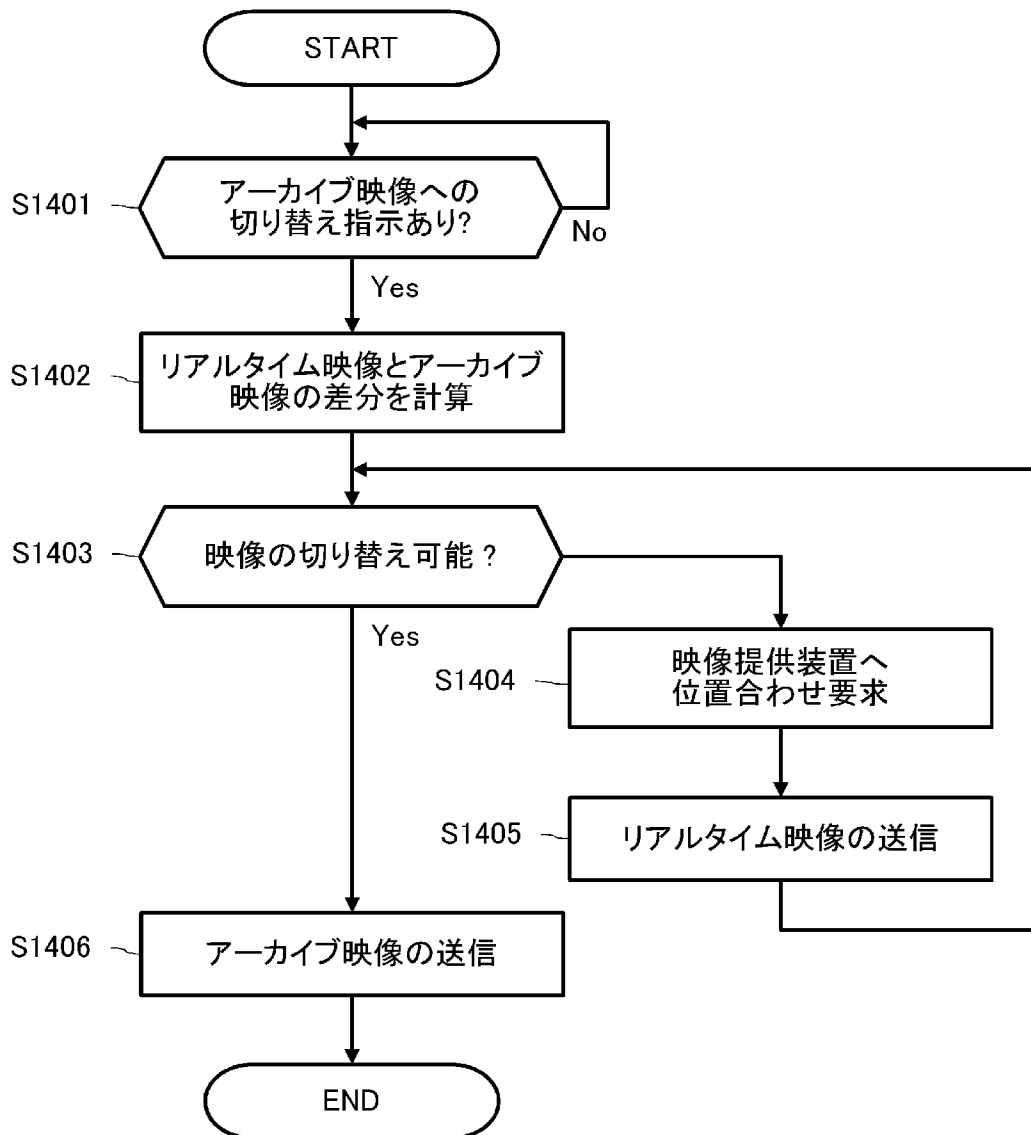 START
S1401
アーカイブ映像への
切り替え指示あり?
No
Yes
S1402
リアルタイム映像とアーカイブ
映像の差分を計算
S1403
映像の切り替え可能?
Yes
S1404
映像提供装置へ
位置合わせ要求
S1405
リアルタイム映像の送信
S1406
アーカイブ映像の送信
END